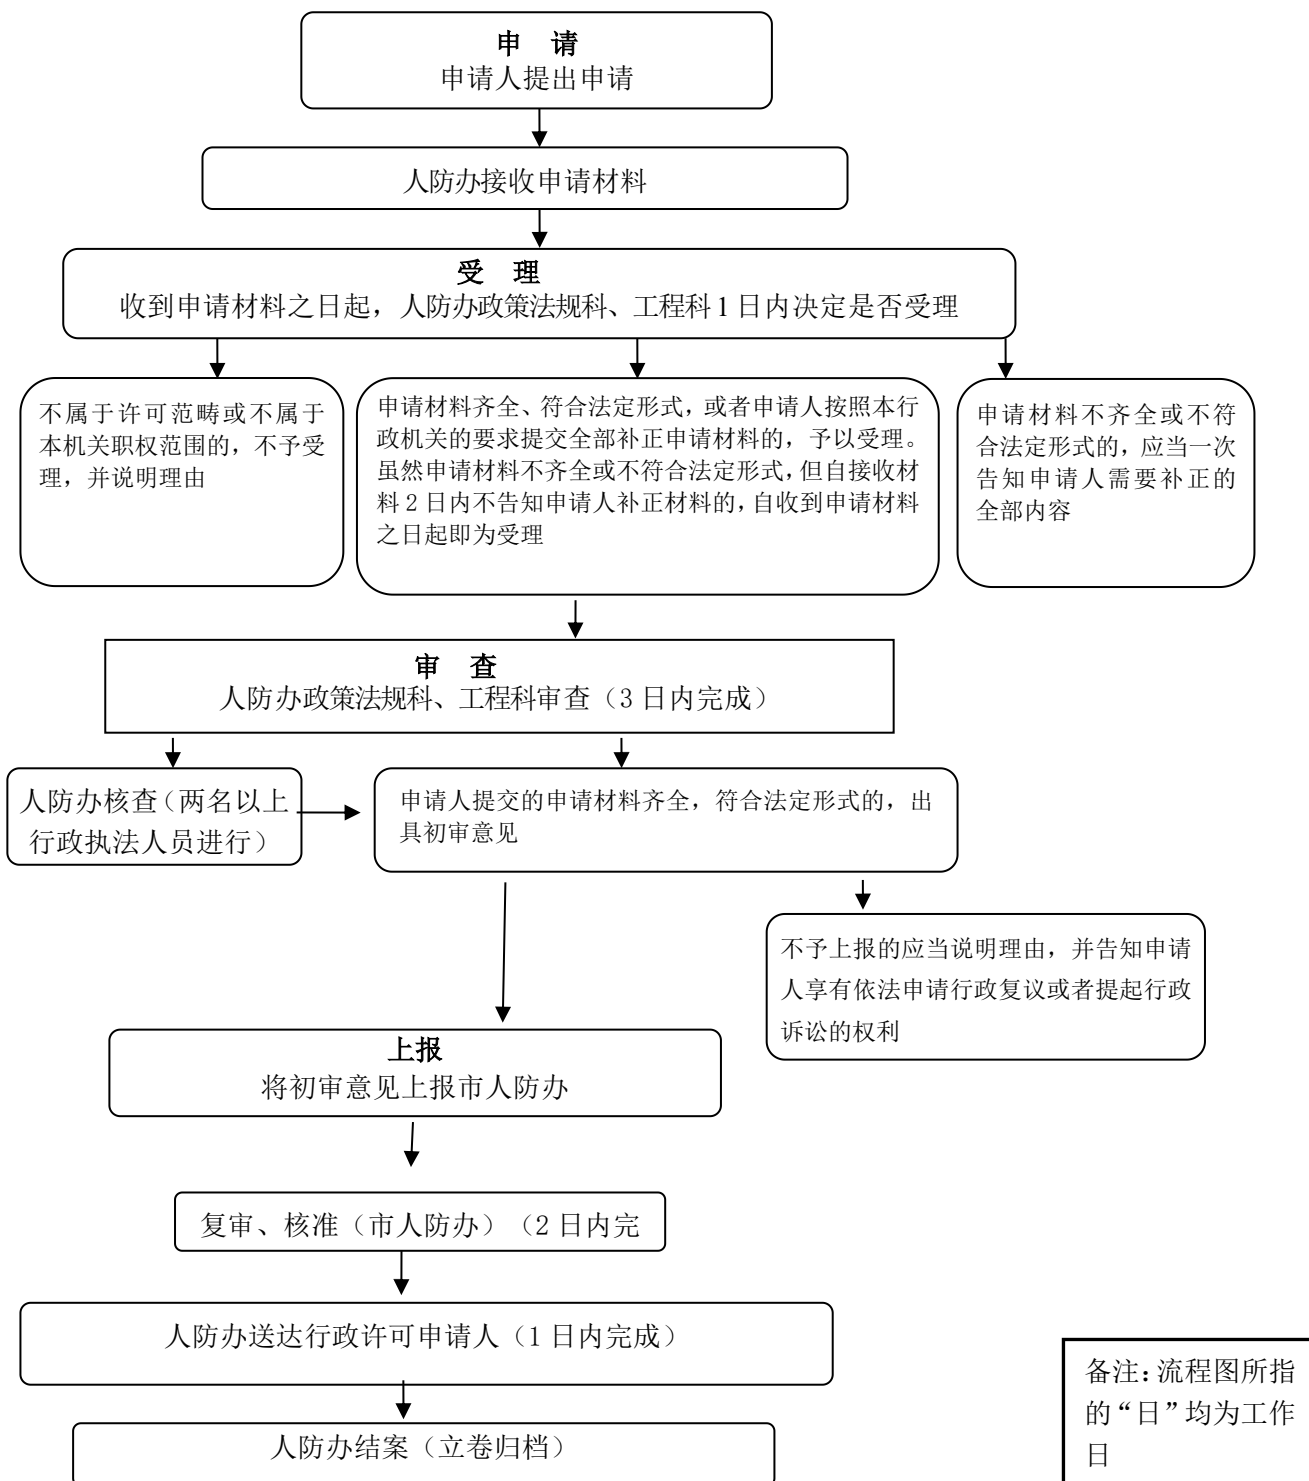 申 请
申请人提出申请
人防办接收申请材料
受 理
收到申请材料之日起，人防办政策法规科、工程科 1 日内决定是否受理
不属于许可范畴或不属于
本机关职权范围的，不予受
理，并说明理由
申请材料齐全、符合法定形式，或者申请人按照本行
政机关的要求提交全部补正申请材料的，予以受理。
虽然申请材料不齐全或不符合法定形式，但自接收材
料 2 日内不告知申请人补正材料的，自收到申请材料
之日起即为受理
申请材料不齐全或不符
合法定形式的，应当一次
告知申请人需要补正的
全部内容
审 查
人防办政策法规科、工程科审查（3 日内完成）
人防办核查（两名以上
行政执法人员进行）
申请人提交的申请材料齐全，符合法定形式的，出
具初审意见
不予上报的应当说明理由，并告知申请
人享有依法申请行政复议或者提起行政
诉讼的权利
上报
将初审意见上报市人防办
复审、核准（市人防办）（2 日内完
人防办送达行政许可申请人（1 日内完成）
人防办结案（立卷归档）
备注：流程图所指
的“日”均为工作
日